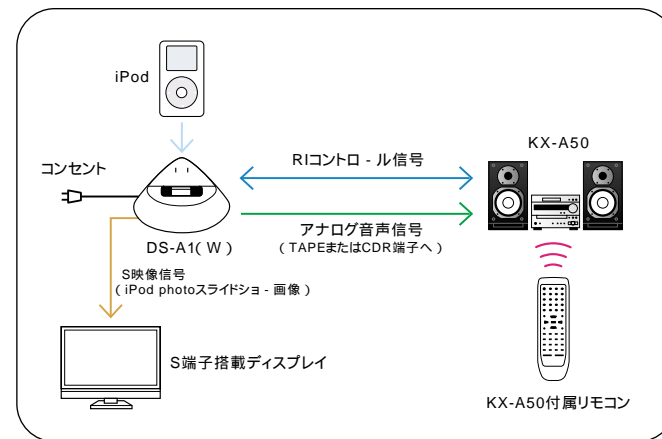 iPod
KX-A50
コンセント
RIコントロ - ル信号
アナログ音声信号
( TAPEまたはCDR端子へ )
DS-A1( W )
S映像信号
( iPod photoスライドショ - 画像 )
S端子搭載ディスプレイ
KX-A50付属リモコン